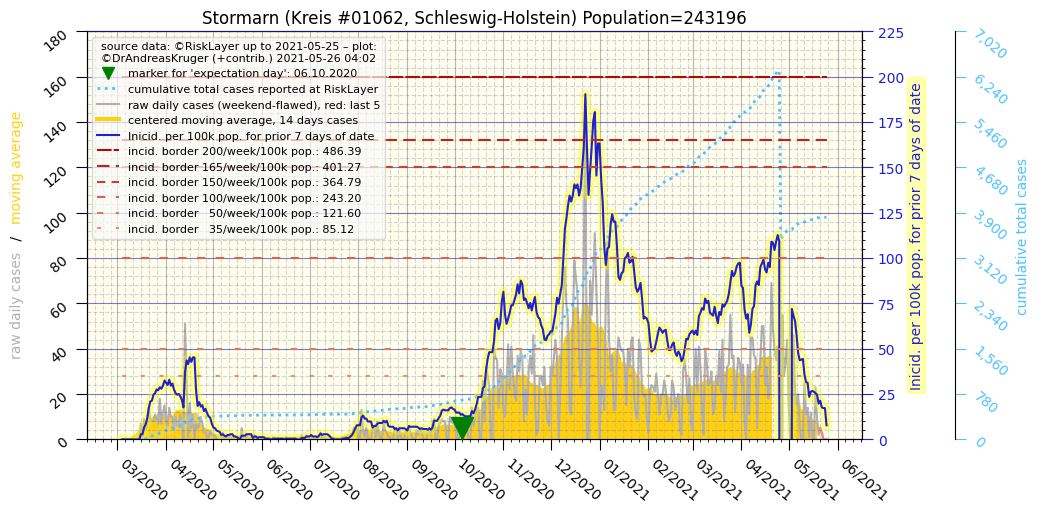 Stormarn (Kreis #01062, Schleswig-Holstein) Population=243196
source data: ©RiskLayer up to 2021-05-25 – plot:
©DrAndreasKruger (+contrib.) 2021-05-26 04:02
marker for 'expectation day': 06.10.2020
cumulative total cases reported at RiskLayer
raw daily cases (weekend-flawed), red: last 5
centered moving average, 14 days cases
Inicid. per 100k pop. for prior 7 days of date
incid. border 200/week/100k pop.: 486.39
incid. border 165/week/100k pop.: 401.27
incid. border 150/week/100k pop.: 364.79
incid. border 100/week/100k pop.: 243.20
incid. border 50/week/100k pop.: 121.60
incid. border 35/week/100k pop.: 85.12
raw daily cases / moving average
180
160
140
120
100
80
60
40
20
0
225
200
175
150
125
100
75
50
25
0
Inicid. per 100k pop. for prior 7 days of date
7,020
6,240
5,460
4,680
3,900
3,120
2,340
1,560
780
0
cumulative total cases
03/2020
04/2020
05/2020
06/2020
07/2020
08/2020
09/2020
10/2020
11/2020
12/2020
01/2021
02/2021
03/2021
04/2021
05/2021
06/2021